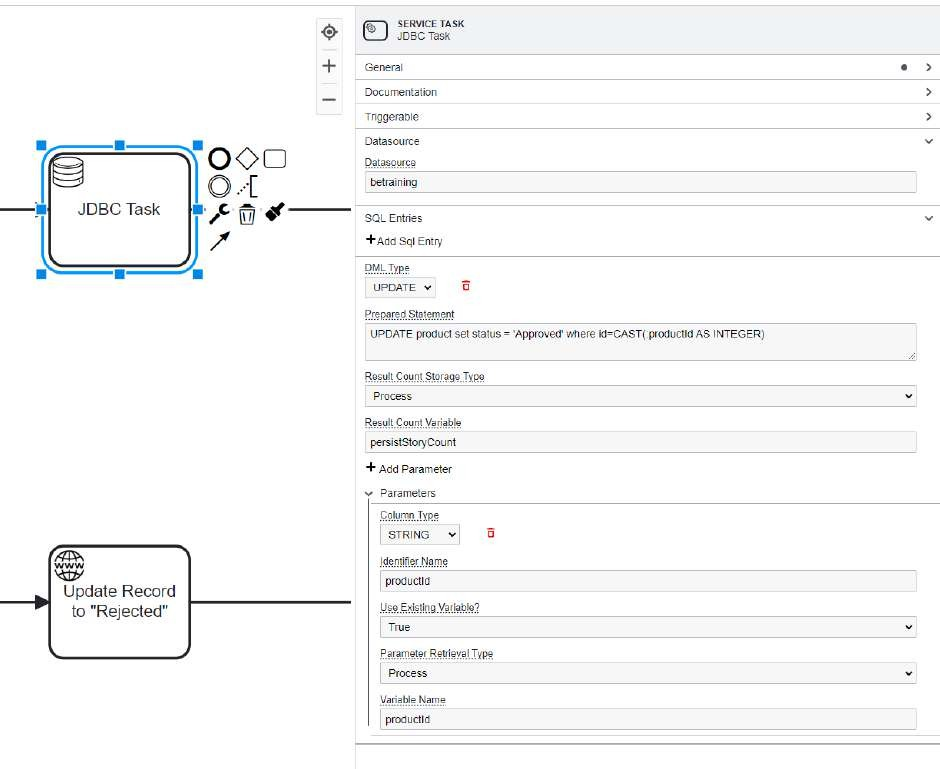 SERVICE TASK
JDBC Task
General
Documentation
Triggerable
Datasource
Datasource
betraining
SQL Entries
+Add Sql Entry
DML Type
UPDATE
Prepared Statement
UPDATE product set status = 'Approved' where id=CAST(:productId AS INTEGER)
Result Count Storage Type
Process
Result Count Variable
persistStoryCount
+ Add Parameter
Parameters
Column Type
STRING
Identifier Name
productId
Use Existing Variable?
True
Parameter Retrieval Type
Process
Variable Name
productId
JDBC Task
WWW
Update Record
to "Rejected"